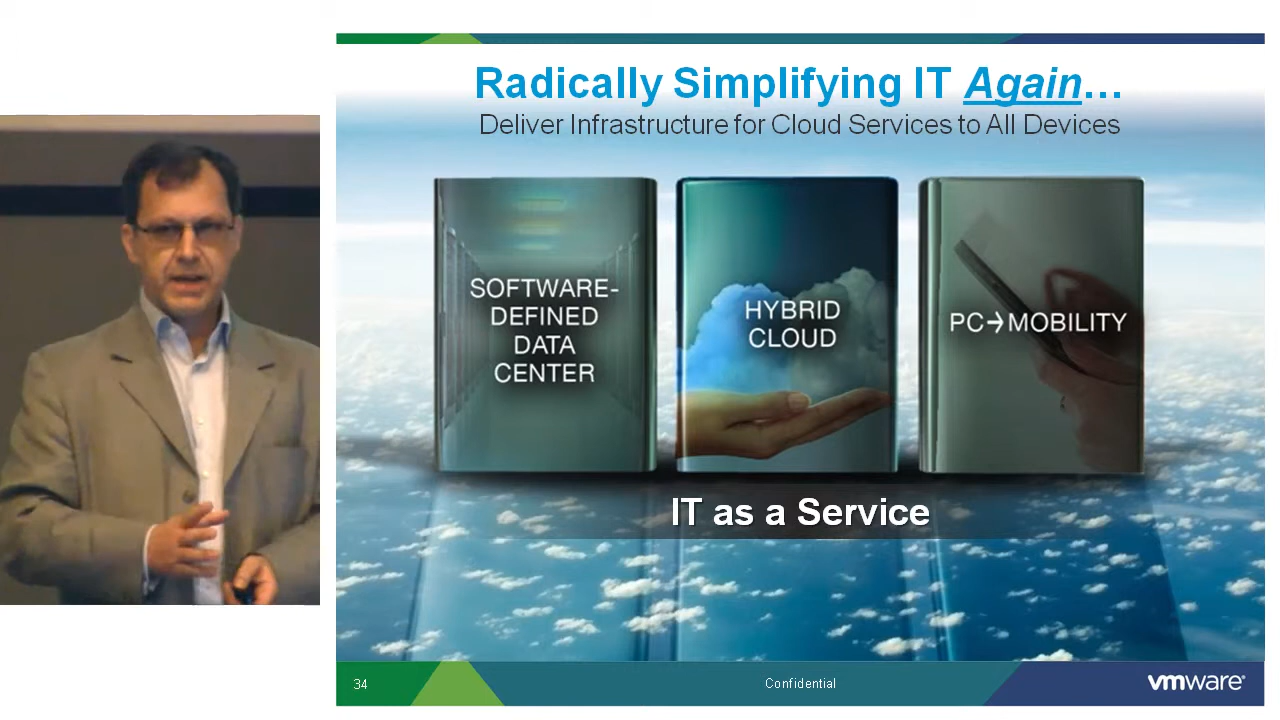 Radically Simplifying IT Again...
Deliver Infrastructure for Cloud Services to All Devices
SOFTWARE-
DEFINED
DATA
CENTER
HYBRID
CLOUD
PC→MOBILITY
IT as a Service
34
Confidential
vmware®